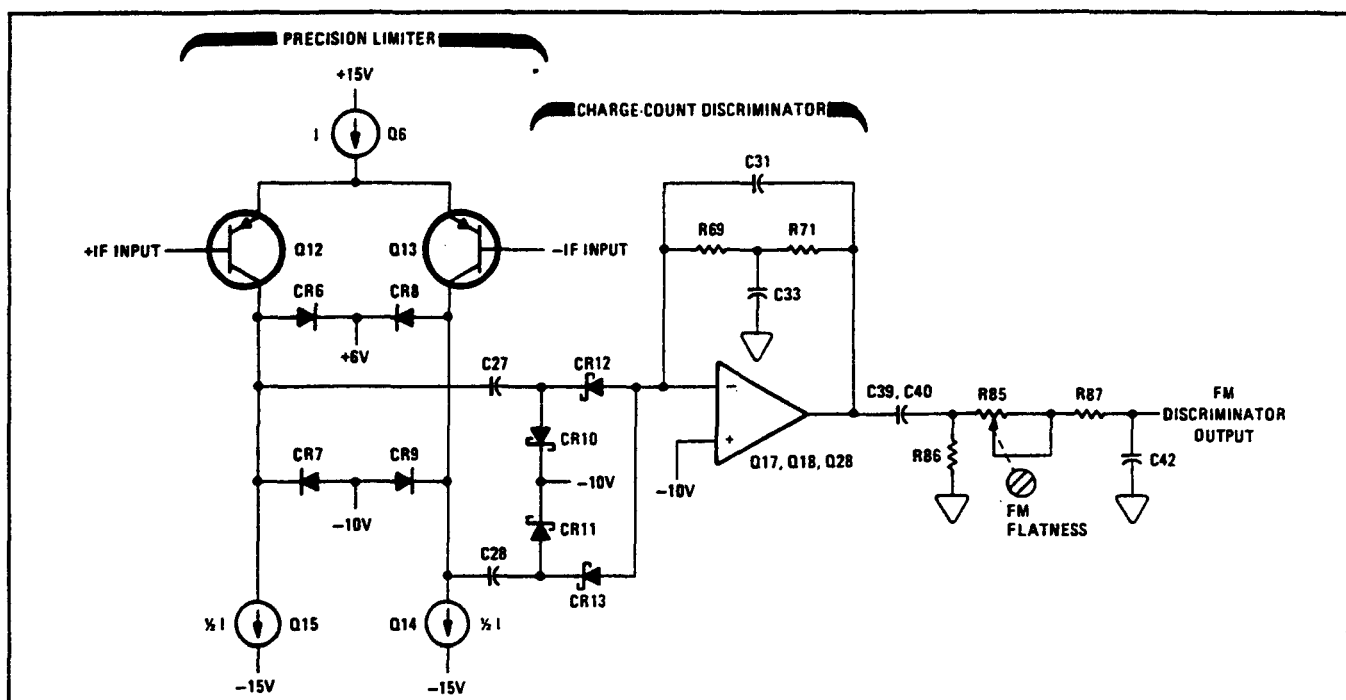 PRECISION LIMITER
+15V
CHARGE-COUNT DISCRIMINATOR
I
Q6
C31
R69
R71
+IF INPUT
Q12
Q13
-IF INPUT
CR6
CR8
C33
+6V
C27
CR12
C39, C40
R85
R87
FM
DISCRIMINATOR
OUTPUT
−
+
CR10
CR7
CR9
Q17, Q18, Q28
R86
C42
-10V
-10V
-10V
FM
FLATNESS
CR11
C28
CR13
½ I
Q15
Q14
½ I
-15V
-15V